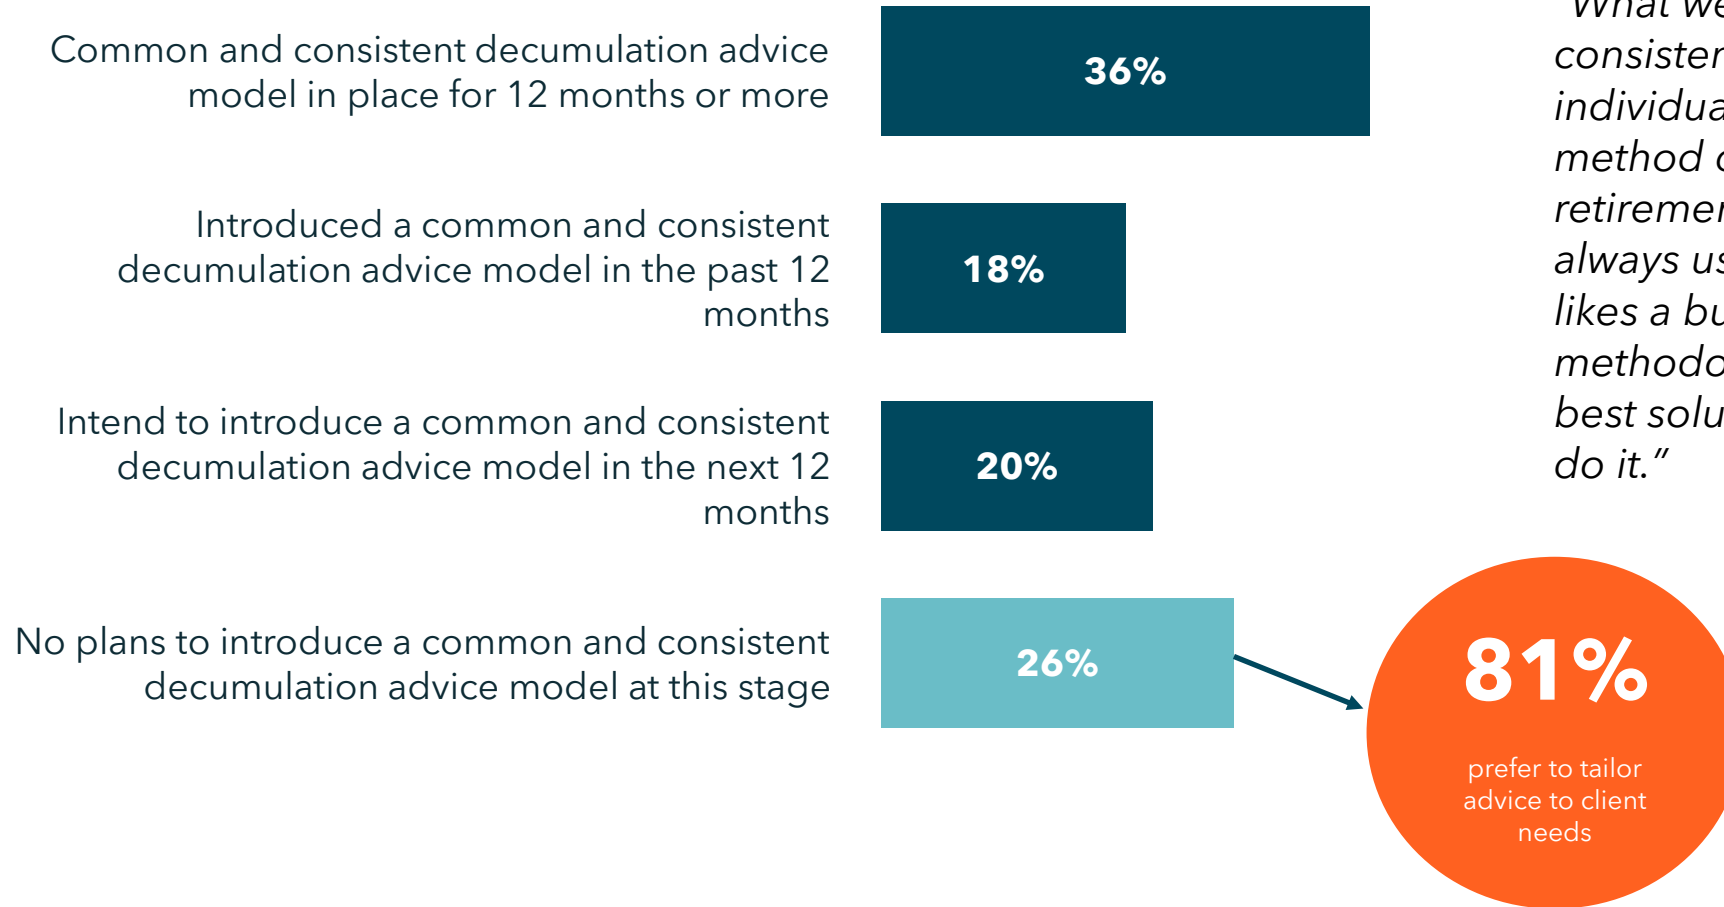 Common and consistent decumulation advice
model in place for 12 months or more
36%
Introduced a common and consistent
decumulation advice model in the past 12
months
18%
Intend to introduce a common and consistent
decumulation advice model in the next 12
months
20%
No plans to introduce a common and consistent
decumulation advice model at this stage
26%
81%
prefer to tailor
advice to client
needs
What we
consisten
individua
method
retiremen
always us
likes a bu
methodo
best solu
do it.”